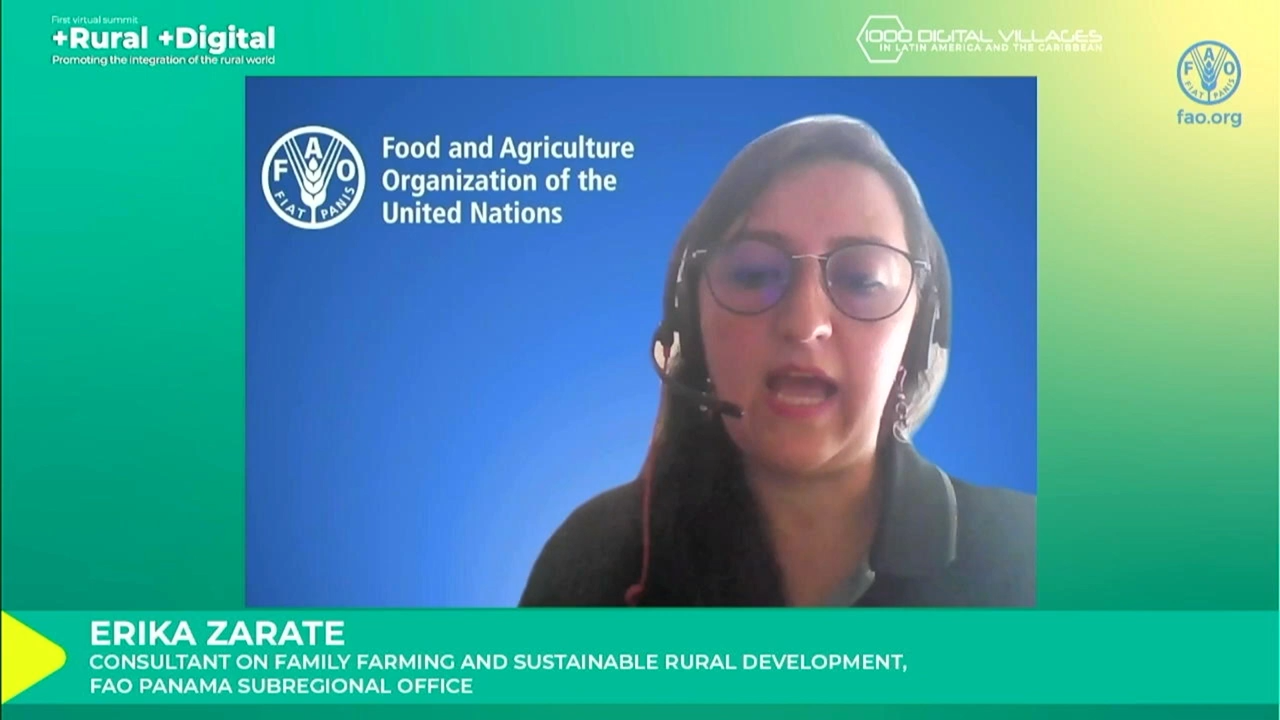 First virtual summit
+Rural +Digital
Promoting the integration of the rural world
1000 DIGITAL VILLAGES
IN LATIN AMERICA AND THE CARIBBEAN
F A O
FIAT PANIS
fao.org
F A O
FIAT PANIS
Food and Agriculture
Organization of the
United Nations
ERIKA ZARATE
CONSULTANT ON FAMILY FARMING AND SUSTAINABLE RURAL DEVELOPMENT,
FAO PANAMA SUBREGIONAL OFFICE